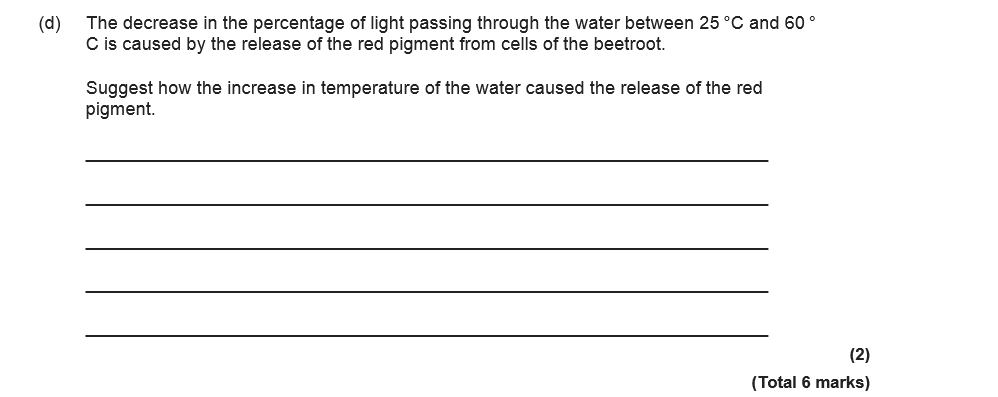 (d) The decrease in the percentage of light passing through the water between 25 °C and 60 °
C is caused by the release of the red pigment from cells of the beetroot.
Suggest how the increase in temperature of the water caused the release of the red
pigment.
(2)
(Total 6 marks)